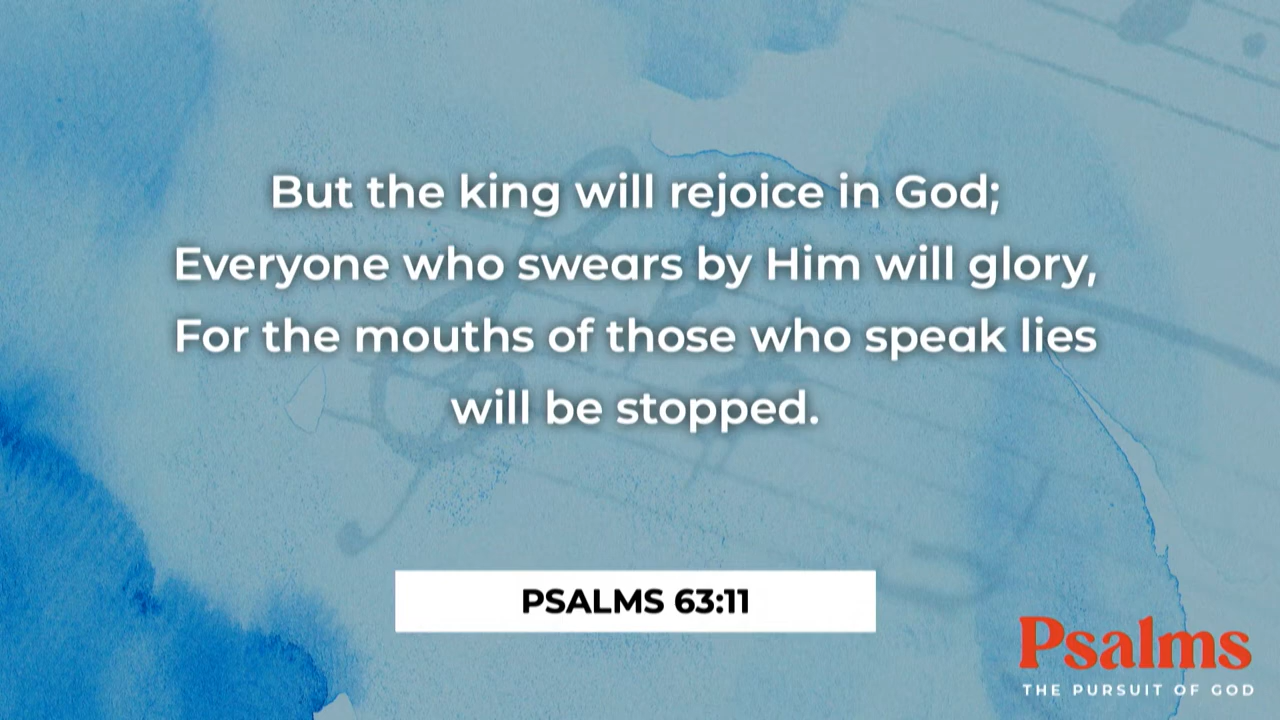 But the king will rejoice in God;
Everyone who swears by Him will glory,
For the mouths of those who speak lies
will be stopped.
PSALMS 63:11
Psalms
THE PURSUIT OF GOD